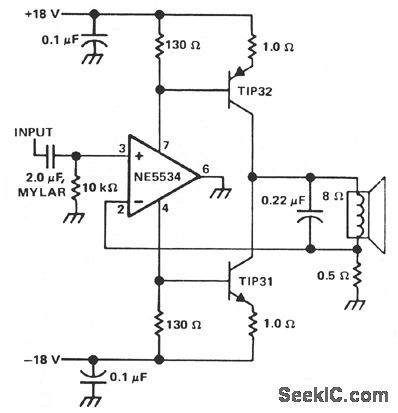 +18 V
0.1 µF
130 Ω
1.0 Ω
TIP32
INPUT
7
3
+
NE5534
6
2.0 µF,
MYLAR
10 kΩ
2
−
4
0.22 µF
8 Ω
0.5 Ω
TIP31
130 Ω
1.0 Ω
−18 V
0.1 µF
SeekIC.com